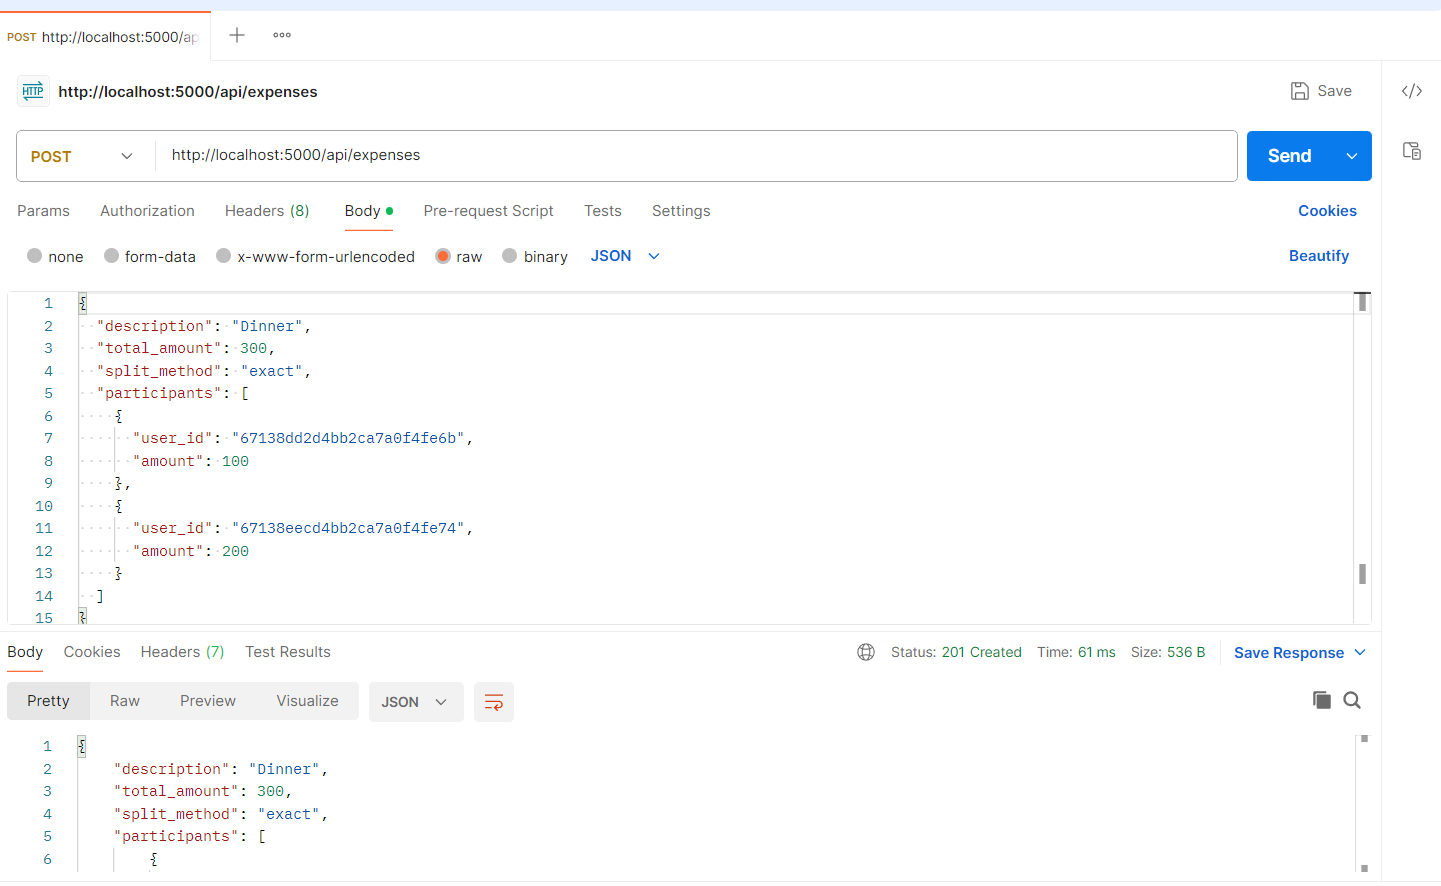 POST http://localhost:5000/ap
HTTP http://localhost:5000/api/expenses Save
POST http://localhost:5000/api/expenses Send
Params Authorization Headers (8) Body Pre-request Script Tests Settings Cookies
none form-data x-www-form-urlencoded raw binary JSON Beautify
1 {
2 "description": "Dinner",
3 "total_amount": 300,
4 "split_method": "exact",
5 "participants": [
6 {
7 "user_id": "67138dd2d4bb2ca7a0f4fe6b",
8 "amount": 100
9 },
10 {
11 "user_id": "67138eecd4bb2ca7a0f4fe74",
12 "amount": 200
13 }
14 ]
15 }
Body Cookies Headers (7) Test Results Status: 201 Created Time: 61 ms Size: 536 B Save Response
Pretty Raw Preview Visualize JSON
1 {
2 "description": "Dinner",
3 "total_amount": 300,
4 "split_method": "exact",
5 "participants": [
6 {